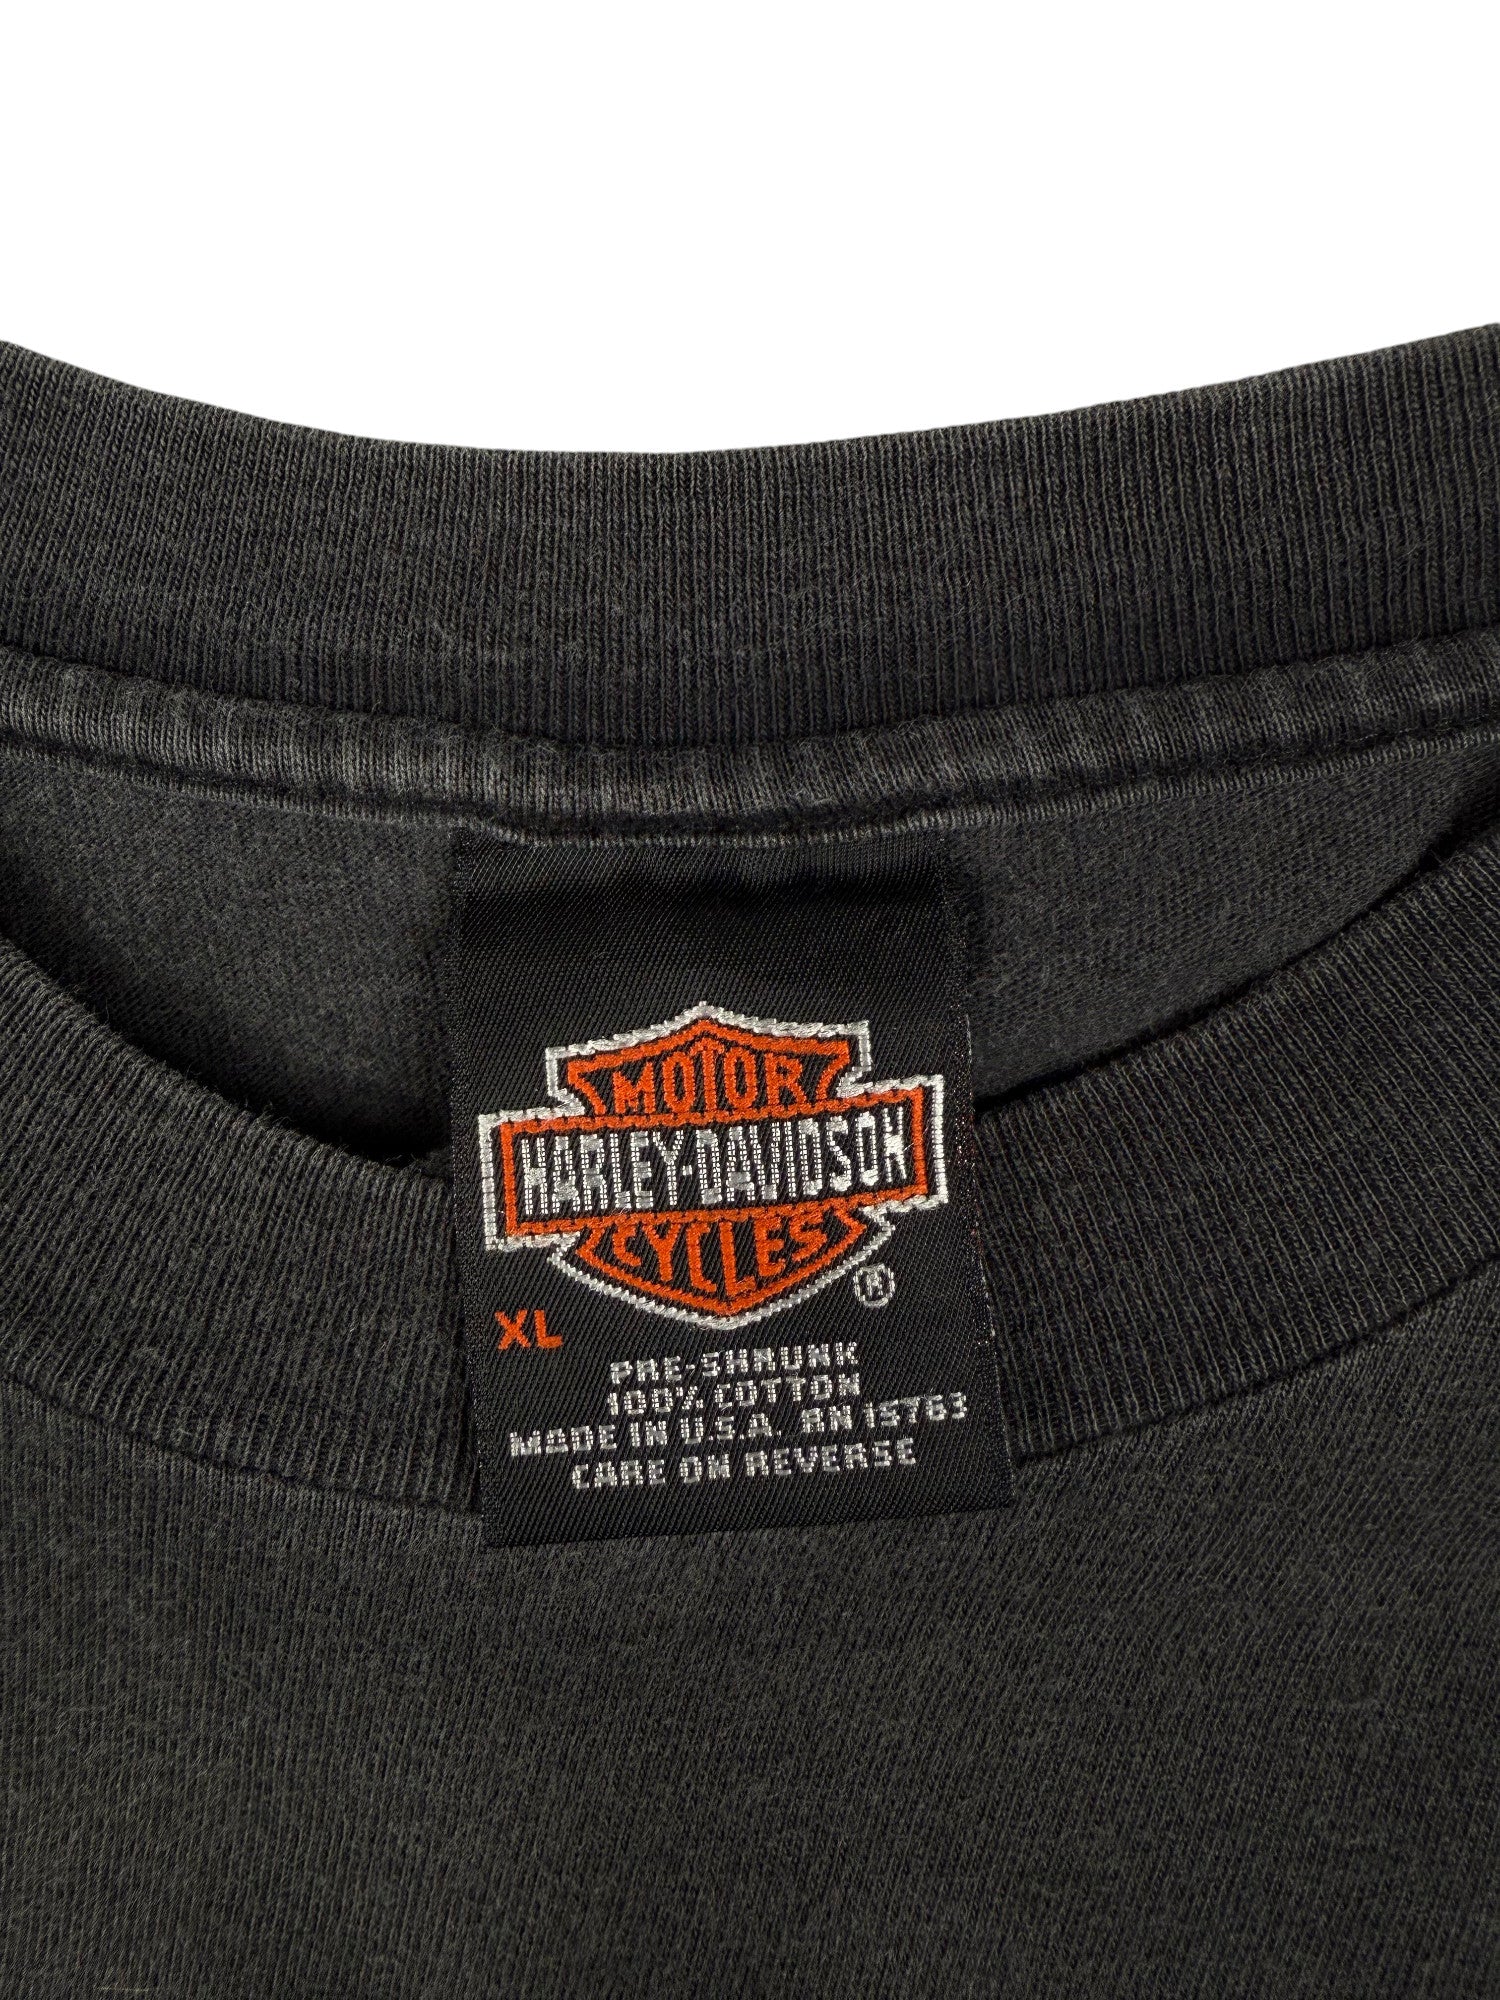 MOTOR
HARLEY-DAVIDSON
CYCLES
®
XL
PRE-SHRUNK
100% COTTON
MADE IN U.S.A. RN 15763
CARE ON REVERSE